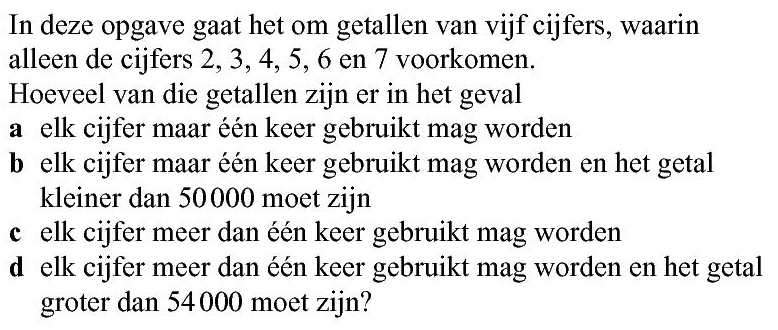 In deze opgave gaat het om getallen van vijf cijfers, waarin
alleen de cijfers 2, 3, 4, 5, 6 en 7 voorkomen.
Hoeveel van die getallen zijn er in het geval
a elk cijfer maar één keer gebruikt mag worden
b elk cijfer maar één keer gebruikt mag worden en het getal
kleiner dan 50 000 moet zijn
c elk cijfer meer dan één keer gebruikt mag worden
d elk cijfer meer dan één keer gebruikt mag worden en het getal
groter dan 54 000 moet zijn?